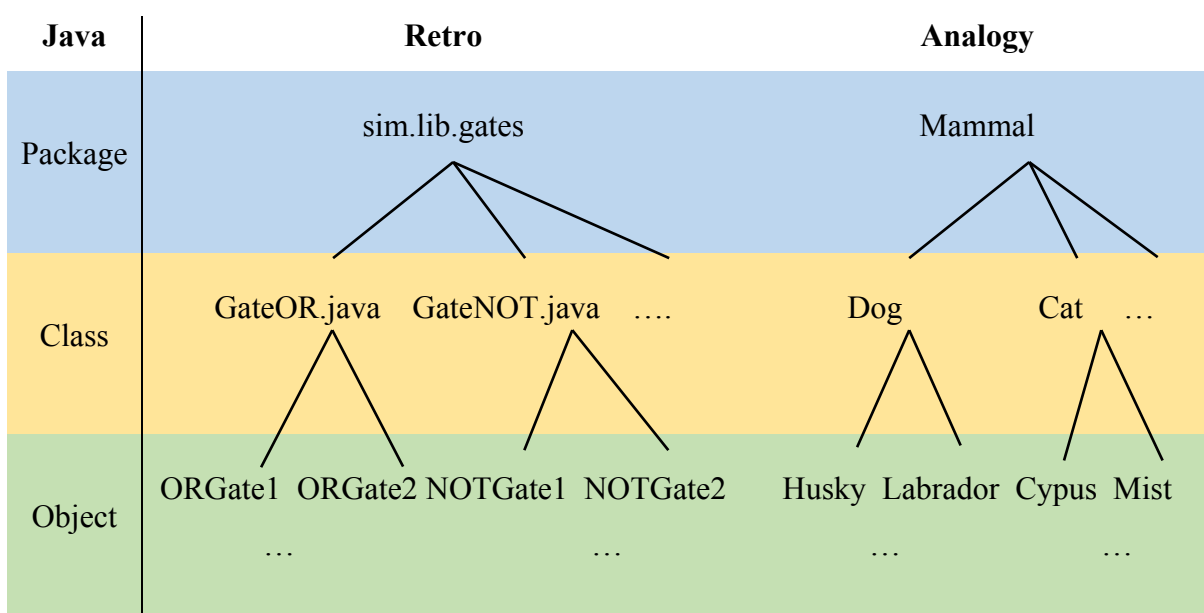 Java Retro Analogy
Package sim.lib.gates Mammal
Class GateOR.java GateNOT.java …. Dog Cat …
Object ORGate1 ORGate2 NOTGate1 NOTGate2 Husky Labrador Cypus Mist
… … … …